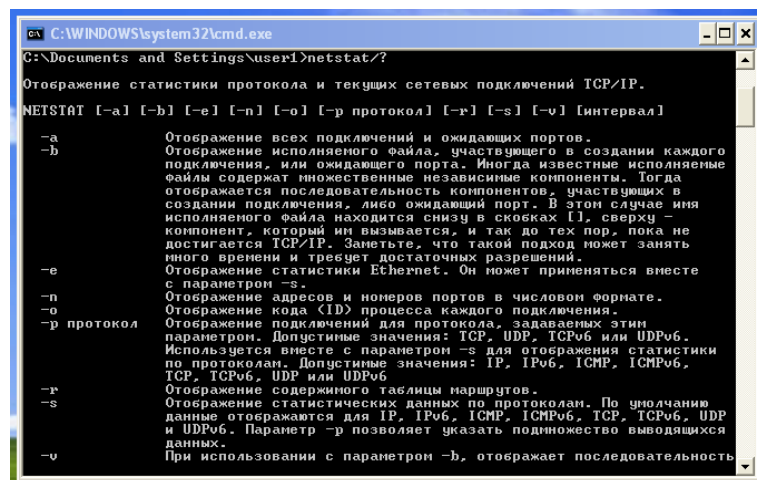 C:\WINDOWS\system32\cmd.exe
C:\Documents and Settings\user1>netstat/?
Отображение статистики протокола и текущих сетевых подключений TCP/IP.
NETSTAT [-a] [-b] [-e] [-n] [-o] [-p протокол] [-r] [-s] [-v] [интервал]
-a Отображение всех подключений и ожидающих портов.
-b Отображение исполняемого файла, участвующего в создании каждого
подключения, или ожидающего порта. Иногда известные исполняемые
файлы содержат множественные независимые компоненты. Тогда
отображается последовательность компонентов, участвующих в
создании подключения, либо ожидающий порт. В этом случае имя
исполняемого файла находится снизу в скобках [], сверху -
компонент, который им вызывается, и так до тех пор, пока не
достигается TCP/IP. Заметьте, что такой подход может занять
много времени и требует достаточных разрешений.
-e Отображение статистики Ethernet. Он может применяться вместе
с параметром -s.
-n Отображение адресов и номеров портов в числовом формате.
-o Отображение кода (ID) процесса каждого подключения.
-p протокол Отображение подключений для протокола, задаваемых этим
параметром. Допустимые значения: TCP, UDP, TCPv6 или UDPv6.
Используется вместе с параметром -s для отображения статистики
по протоколам. Допустимые значения: IP, IPv6, ICMP, ICMPv6,
TCP, TCPv6, UDP или UDPv6
-r Отображение содержимого таблицы маршрутов.
-s Отображение статистических данных по протоколам. По умолчанию
данные отображаются для IP, IPv6, ICMP, ICMPv6, TCP, TCPv6, UDP
и UDPv6. Параметр -p позволяет указать подмножество выводящихся
данных.
-v При использовании с параметром -b, отображает последовательность